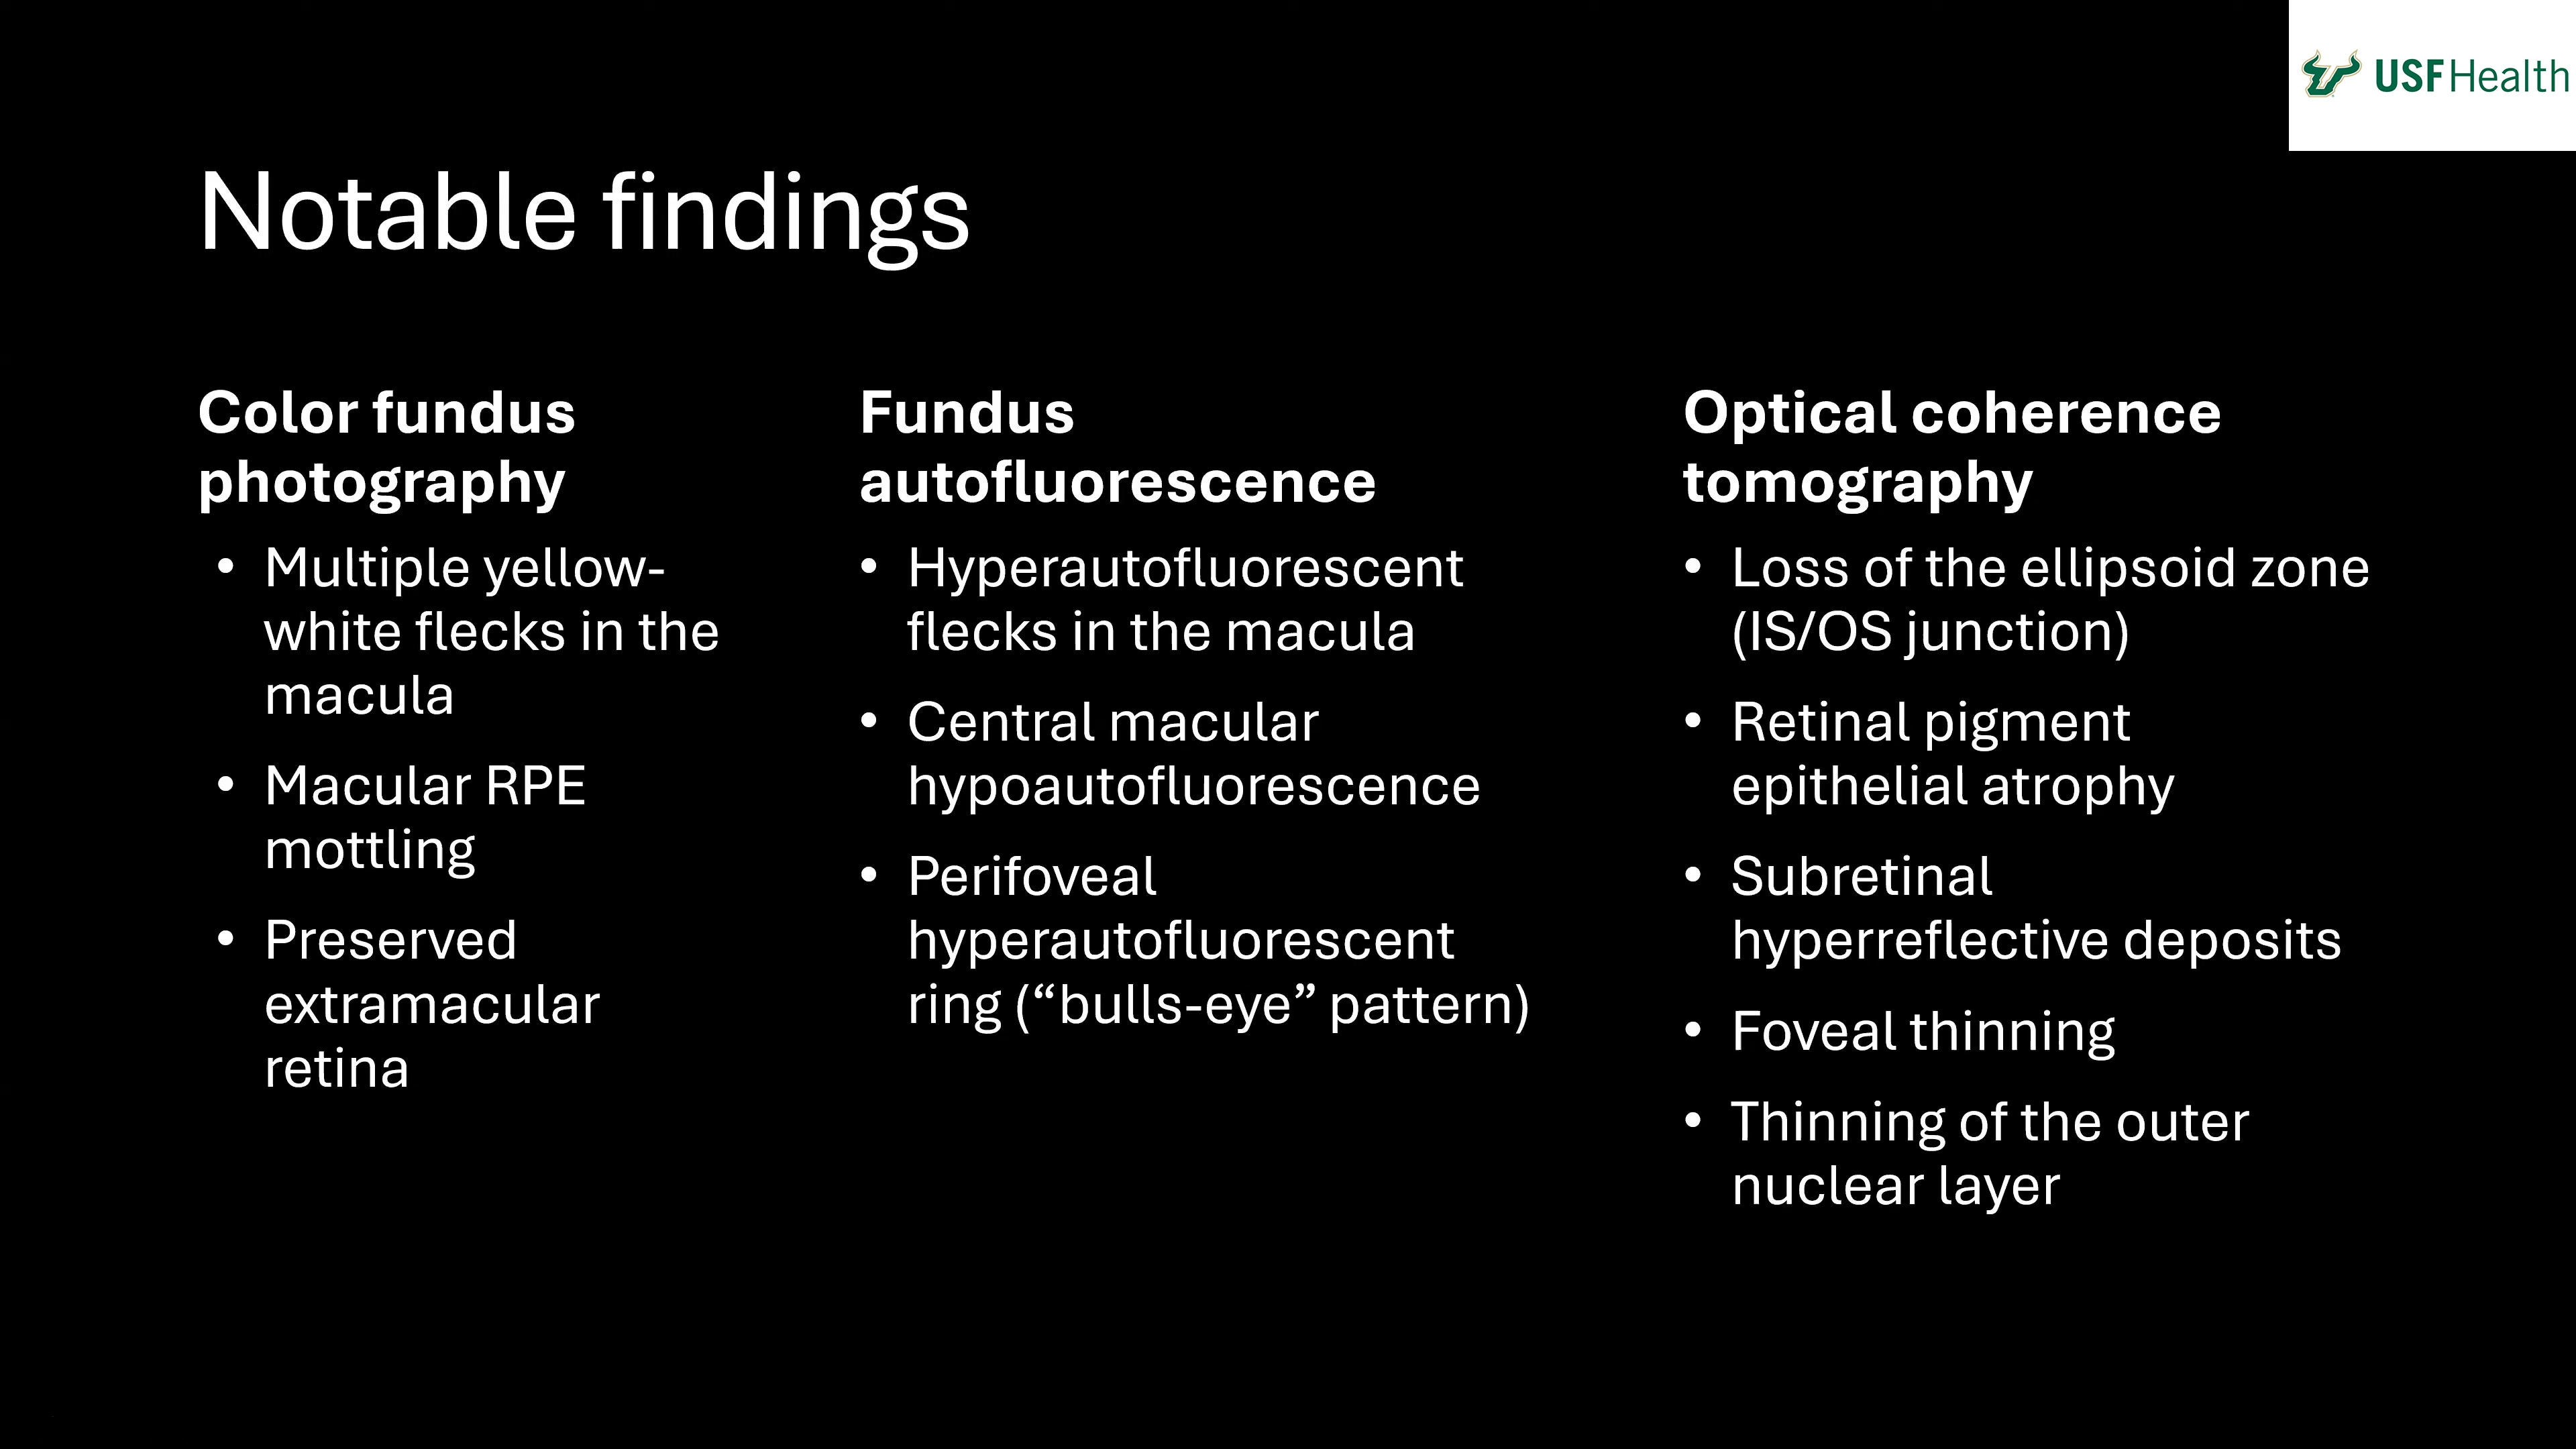 USF Health
Notable findings
Color fundus
photography
• Multiple yellow-
white flecks in the
macula
• Macular RPE
mottling
• Preserved
extramacular
retina
Fundus
autofluorescence
• Hyperautofluorescent
flecks in the macula
• Central macular
hypoautofluorescence
• Perifoveal
hyperautofluorescent
ring (“bulls-eye” pattern)
Optical coherence
tomography
• Loss of the ellipsoid zone
(IS/OS junction)
• Retinal pigment
epithelial atrophy
• Subretinal
hyperreflective deposits
• Foveal thinning
• Thinning of the outer
nuclear layer